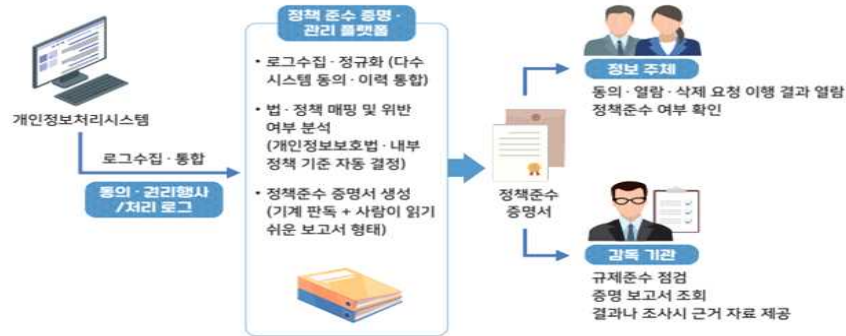 개인정보처리시스템
로그수집 · 통합
동의 · 권리행사
/처리 로그
정책 준수 증명 ·
관리 플랫폼
• 로그수집 · 정규화 (다수
시스템 동의 · 이력 통합)
• 법 · 정책 매핑 및 위반
여부 분석
(개인정보보호법 · 내부
정책 기준 자동 결정)
• 정책준수 증명서 생성
(기계 판독 + 사람이 읽기
쉬운 보고서 형태)
정책준수
증명서
정보 주체
동의 · 열람 · 삭제 요청 이행 결과 열람
정책준수 여부 확인
감독 기관
규제준수 점검
증명 보고서 조회
결과나 조사시 근거 자료 제공